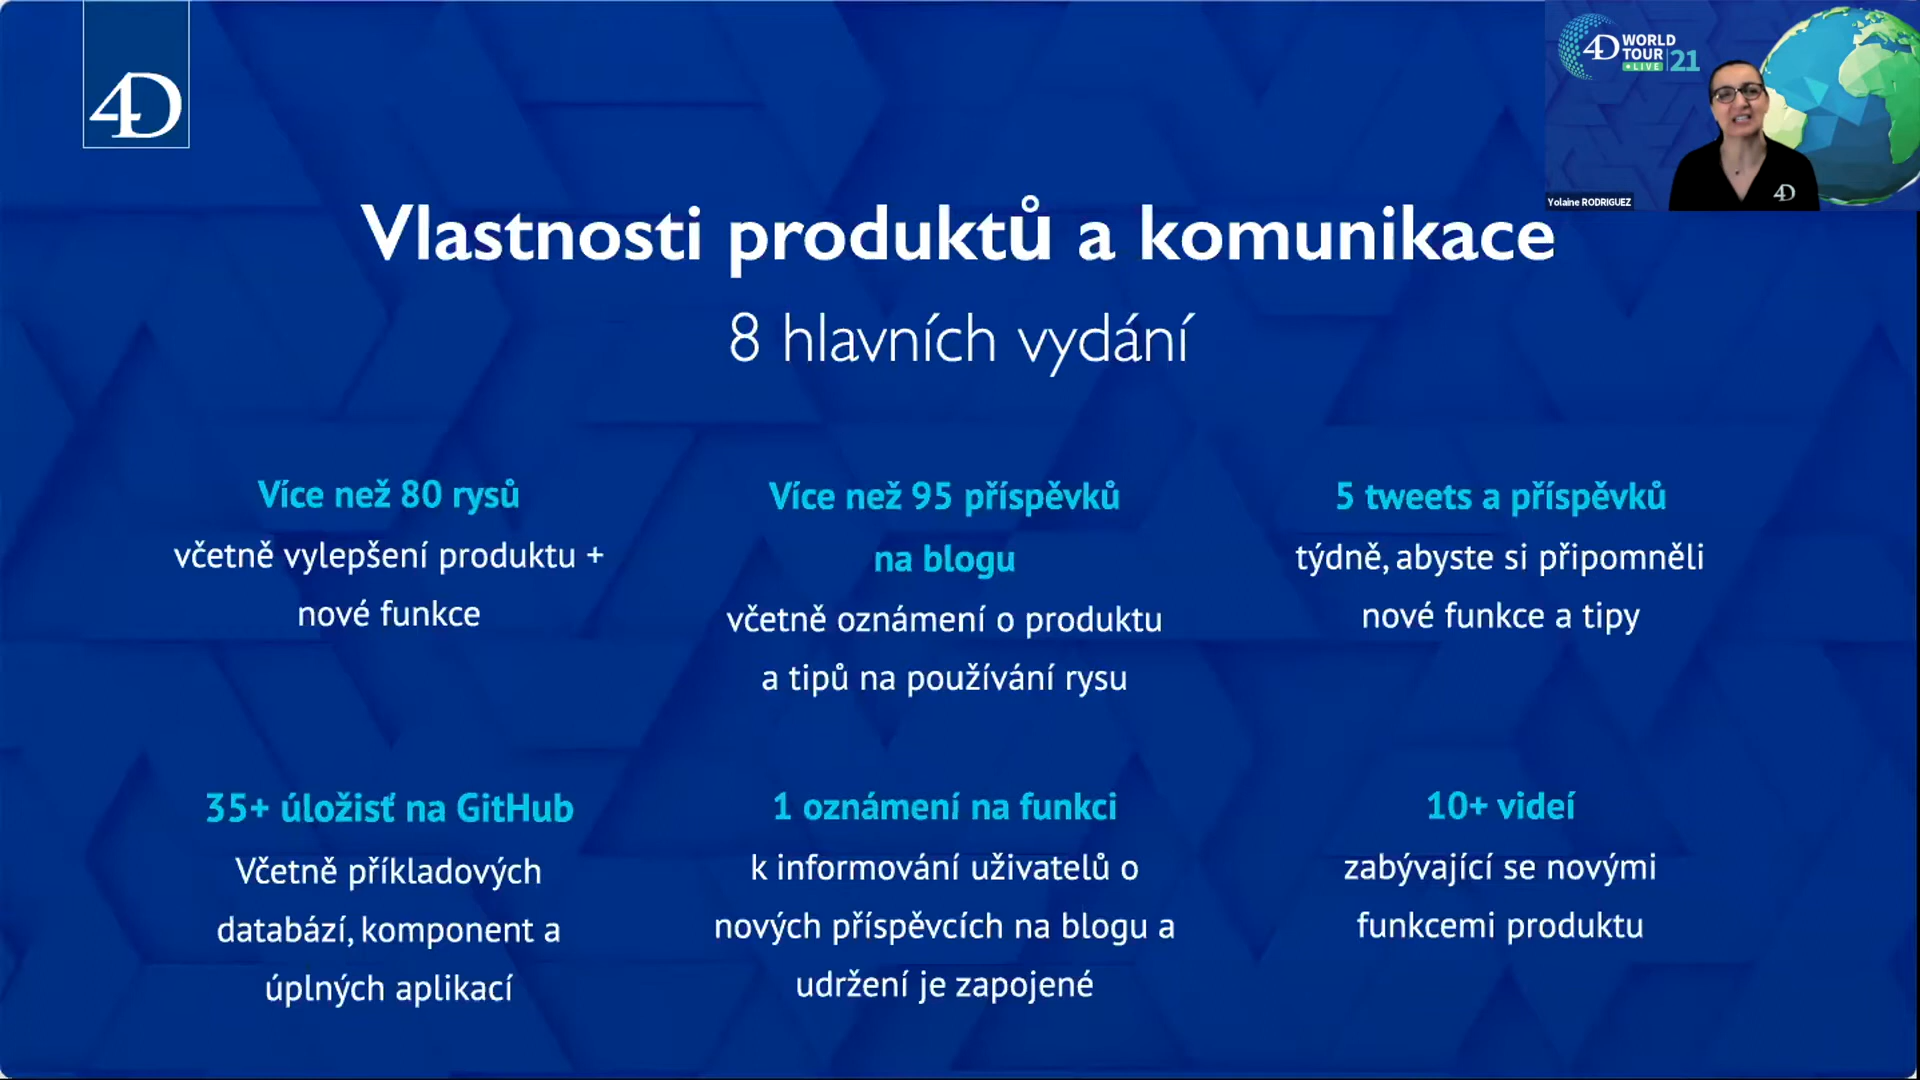 4D
4D WORLD
TOUR
LIVE 21
4D
Yolaine RODRIGUEZ
Vlastnosti produktů a komunikace
8 hlavních vydání
Více než 80 rysů
včetně vylepšení produktu +
nové funkce
Více než 95 příspěvků
na blogu
včetně oznámení o produktu
a tipů na používání rysu
5 tweets a příspěvků
týdně, abyste si připomněli
nové funkce a tipy
35+ úložisť na GitHub
Včetně příkladových
databází, komponent a
úplných aplikací
1 oznámení na funkci
k informování uživatelů o
nových příspěvcích na blogu a
udržení je zapojené
10+ videí
zabývající se novými
funkcemi produktu